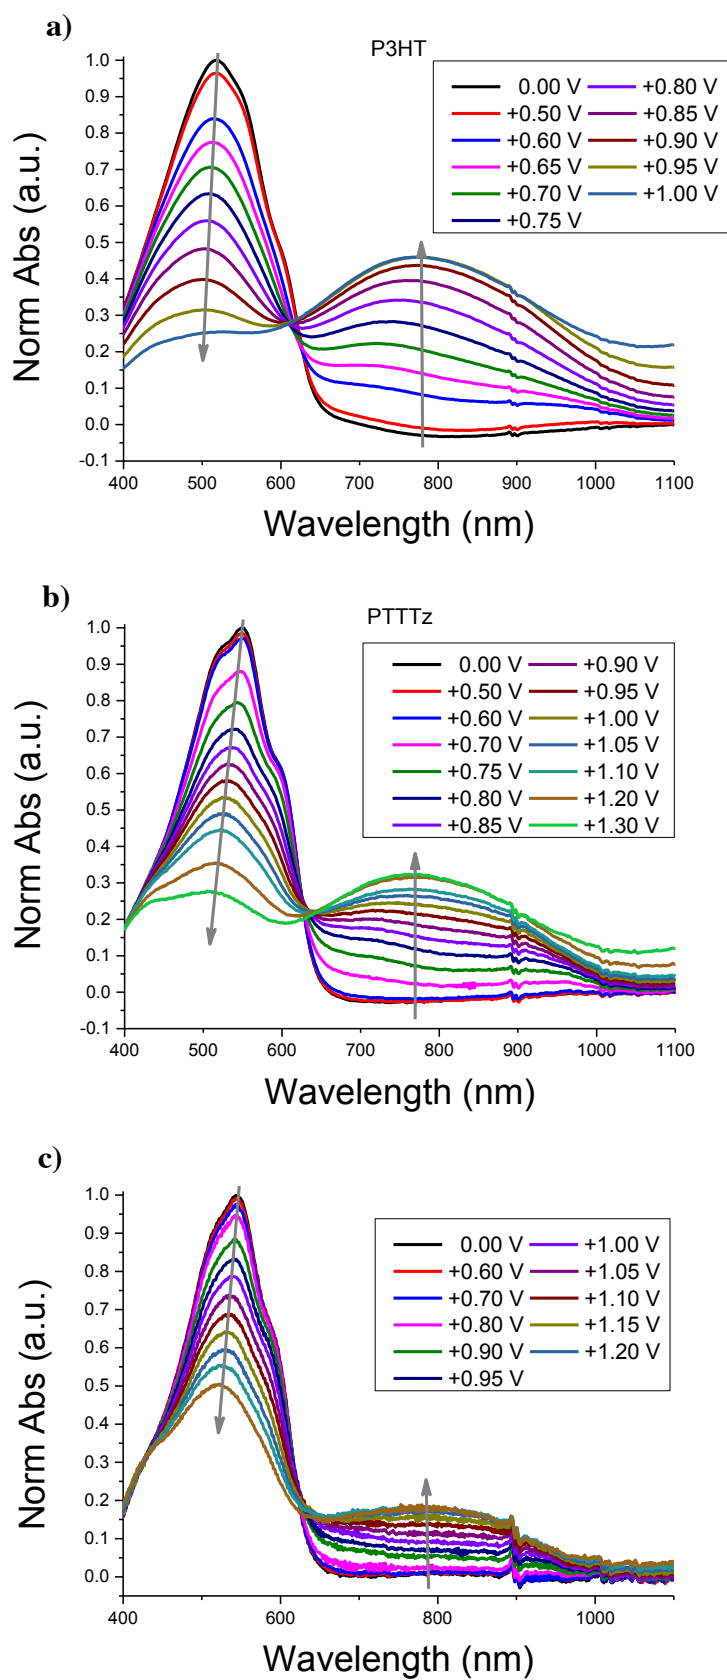 a)
P3HT
0.00 V
+0.50 V
+0.60 V
+0.65 V
+0.70 V
+0.75 V
+0.80 V
+0.85 V
+0.90 V
+0.95 V
+1.00 V
Norm Abs (a.u.)
1.0
0.9
0.8
0.7
0.6
0.5
0.4
0.3
0.2
0.1
0.0
-0.1
400 500 600 700 800 900 1000 1100
Wavelength (nm)
b)
PTTTz
0.00 V
+0.50 V
+0.60 V
+0.70 V
+0.75 V
+0.80 V
+0.85 V
+0.90 V
+0.95 V
+1.00 V
+1.05 V
+1.10 V
+1.20 V
+1.30 V
Norm Abs (a.u.)
1.0
0.9
0.8
0.7
0.6
0.5
0.4
0.3
0.2
0.1
0.0
-0.1
400 500 600 700 800 900 1000 1100
Wavelength (nm)
c)
0.00 V
+0.60 V
+0.70 V
+0.80 V
+0.90 V
+0.95 V
+1.00 V
+1.05 V
+1.10 V
+1.15 V
+1.20 V
Norm Abs (a.u.)
1.0
0.9
0.8
0.7
0.6
0.5
0.4
0.3
0.2
0.1
0.0
400 600 800 1000
Wavelength (nm)